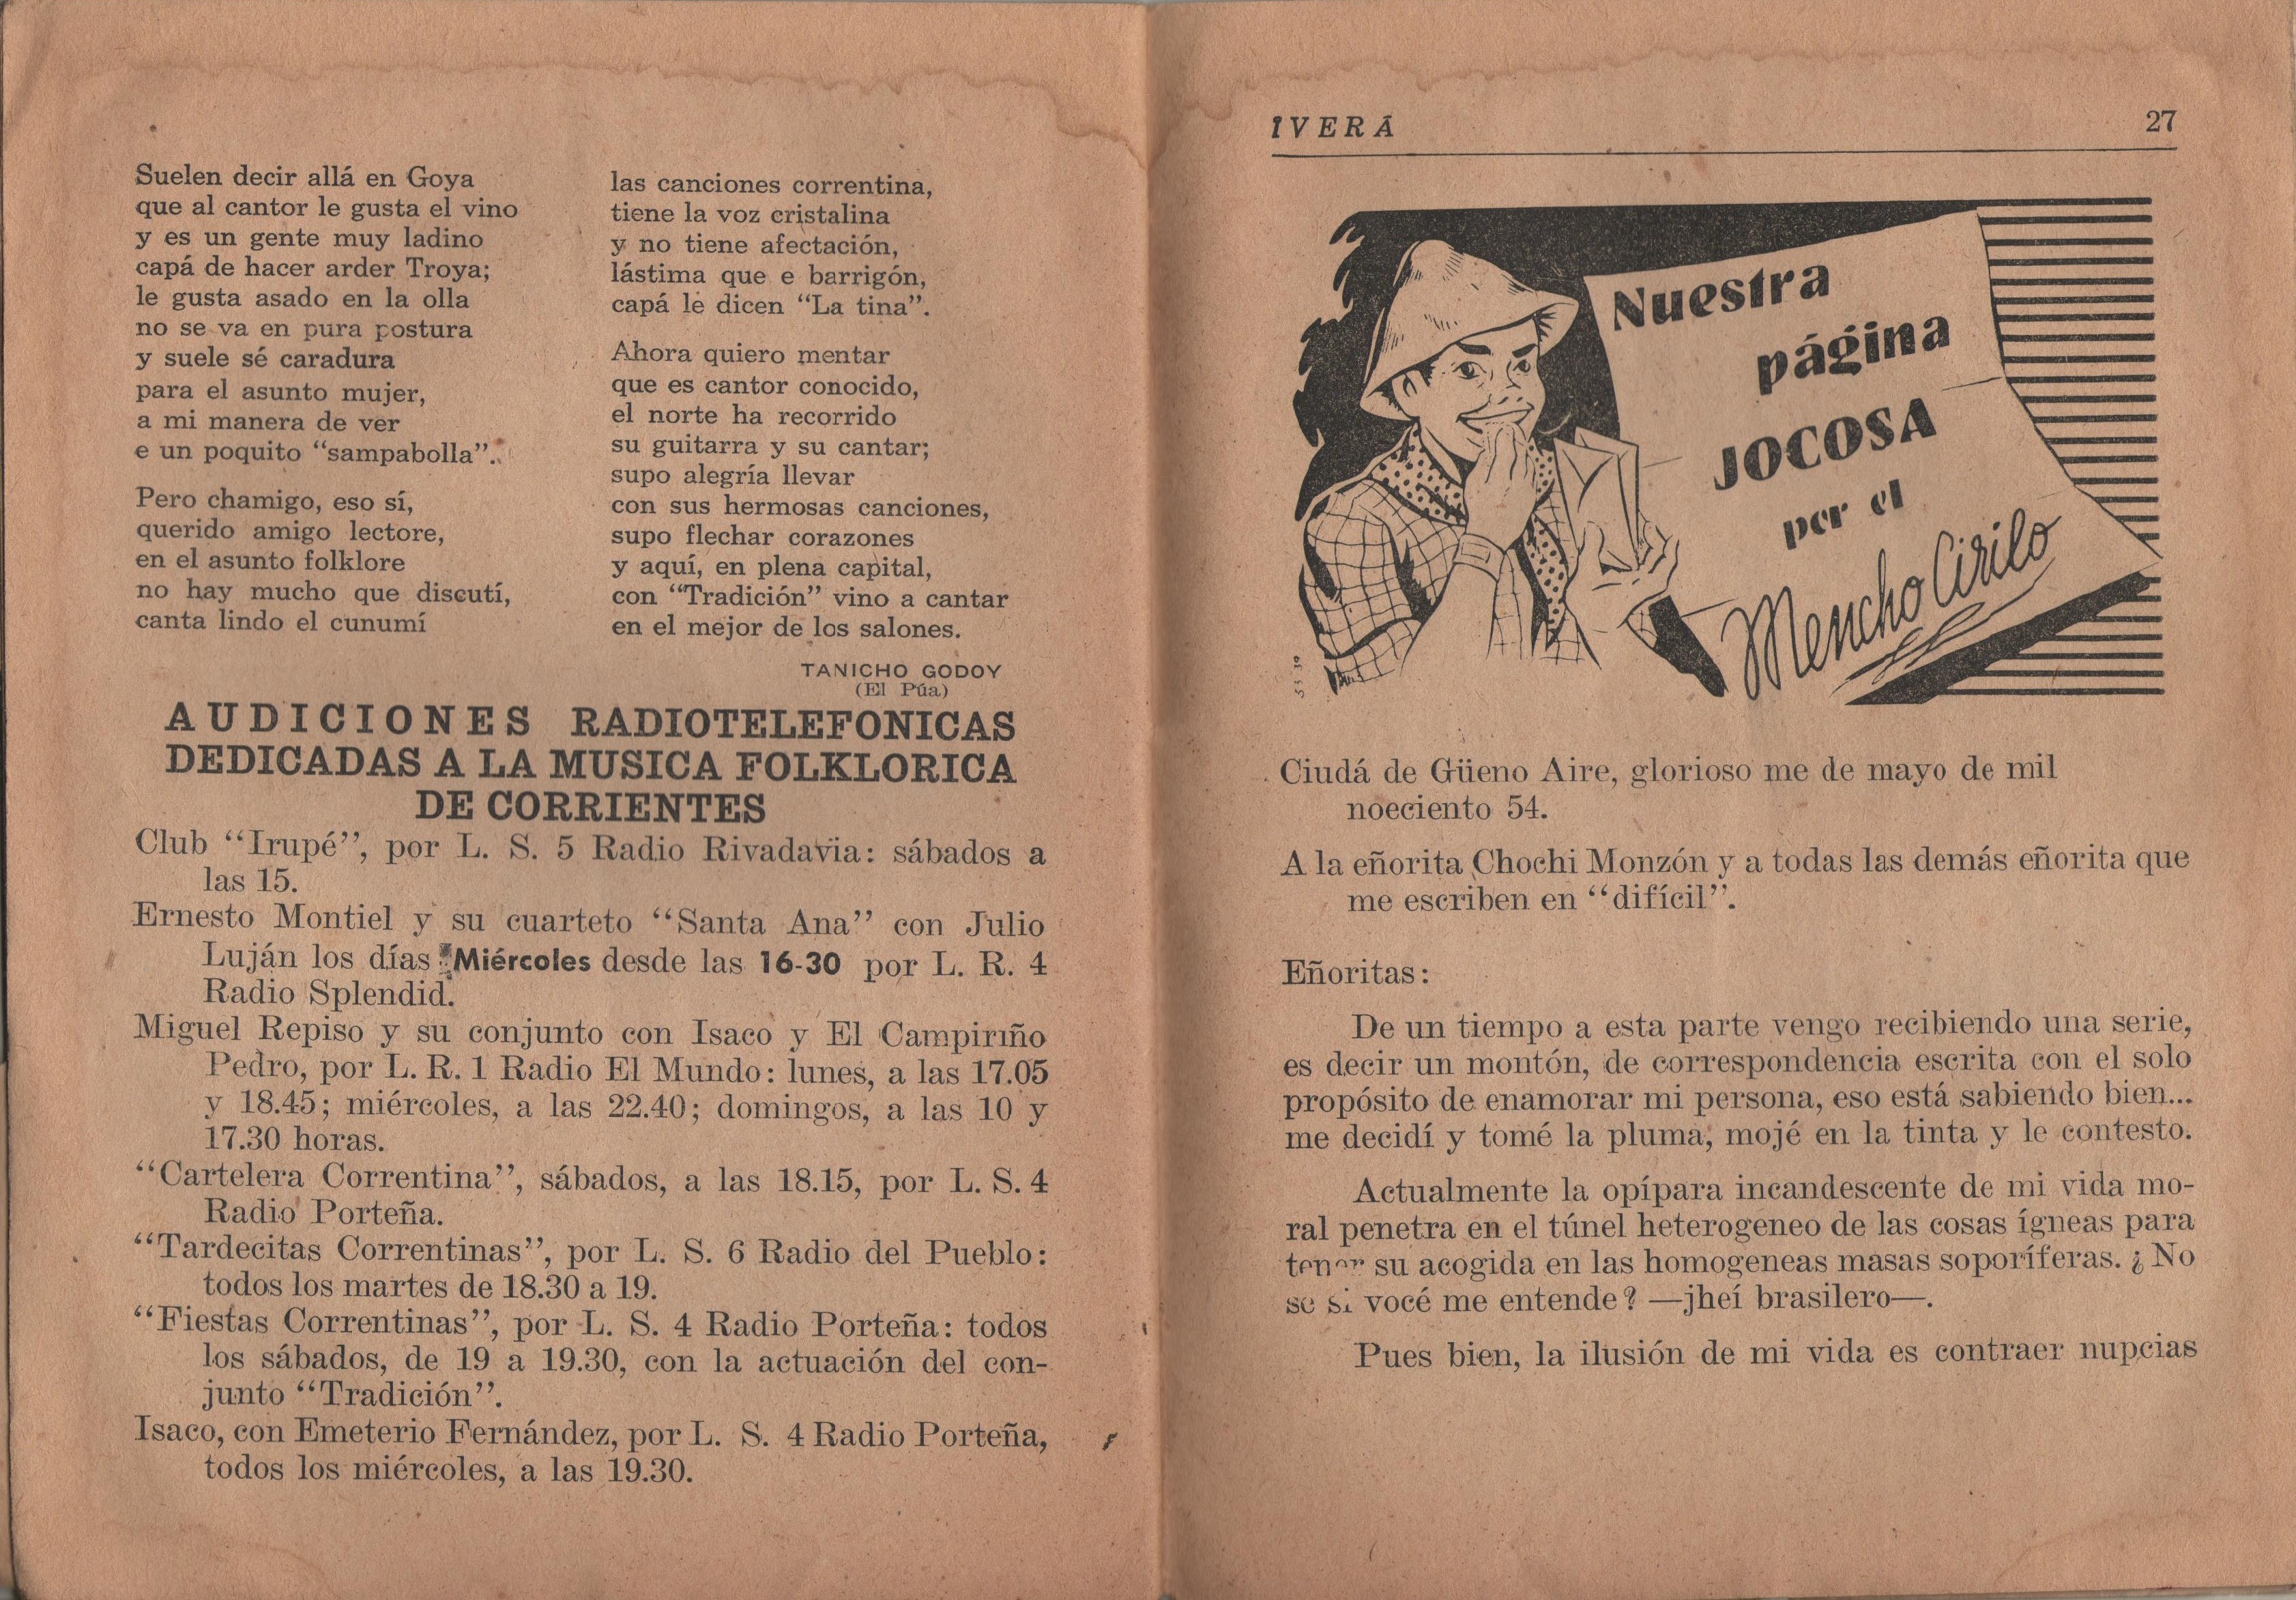 Suelen decir allá en Goya
que al cantor le gusta el vino
y es un gente muy ladino
capá de hacer arder Troya;
le gusta asado en la olla
no se va en pura postura
y suele sé caradura
para el asunto mujer,
a mi manera de ver
e un poquito “sampabolla”.
Pero chamigo, eso sí,
querido amigo lectore,
en el asunto folklore
no hay mucho que discutí,
canta lindo el cunumí
las canciones correntina,
tiene la voz cristalina
y no tiene afectación,
lástima que e barrigón,
capá le dicen “La tina”.
Ahora quiero mentar
que es cantor conocido,
el norte ha recorrido
su guitarra y su cantar;
supo alegría llevar
con sus hermosas canciones,
supo flechar corazones
y aquí, en plena capital,
con “Tradición” vino a cantar
en el mejor de los salones.
TANICHO GODOY
(El Púa)
AUDICIONES RADIOTELEFONICAS
DEDICADAS A LA MUSICA FOLKLORICA
DE CORRIENTES
Club “Irupé”, por L. S. 5 Radio Rivadavia: sábados a
las 15.
Ernesto Montiel y su cuarteto “Santa Ana” con Julio
Luján los días Miércoles desde las 16-30 por L. R. 4
Radio Splendid.
Miguel Repiso y su conjunto con Isaco y El Campiriño
Pedro, por L. R. 1 Radio El Mundo: lunes, a las 17.05
y 18.45; miércoles, a las 22.40; domingos, a las 10 y
17.30 horas.
“Cartelera Correntina”, sábados, a las 18.15, por L. S. 4
Radio Porteña.
“Tardecitas Correntinas”, por L. S. 6 Radio del Pueblo:
todos los martes de 18.30 a 19.
“Fiestas Correntinas”, por L. S. 4 Radio Porteña: todos
los sábados, de 19 a 19.30, con la actuación del con-
junto “Tradición”.
Isaco, con Emeterio Fernández, por L. S. 4 Radio Porteña,
todos los miércoles, a las 19.30.
IVERÁ 27
Nuestra
página
JOCOSA
por el
Mencho Cirilo
Ciudá de Güeno Aire, glorioso me de mayo de mil
noeciento 54.
A la eñorita Chochi Monzón y a todas las demás eñorita que
me escriben en “difícil”.
Eñoritas:
De un tiempo a esta parte vengo recibiendo una serie,
es decir un montón, de correspondencia escrita con el solo
propósito de enamorar mi persona, eso está sabiendo bien...
me decidí y tomé la pluma, mojé en la tinta y le contesto.
Actualmente la opípara incandescente de mi vida mo-
ral penetra en el túnel heterogeneo de las cosas ígneas para
tener su acogida en las homogeneas masas soporíferas. ¿No
se si vocé me entende? —jheí brasilero—.
Pues bien, la ilusión de mi vida es contraer nupcias